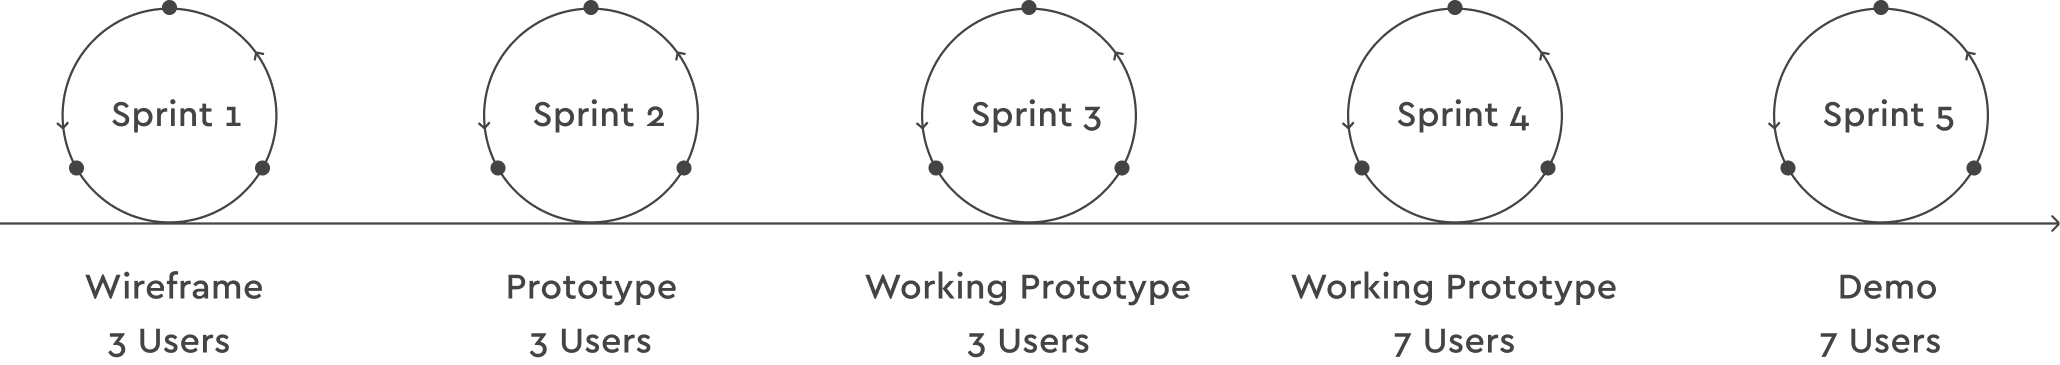 Sprint 1
Sprint 2
Sprint 3
Sprint 4
Sprint 5
Wireframe
3 Users
Prototype
3 Users
Working Prototype
3 Users
Working Prototype
7 Users
Demo
7 Users